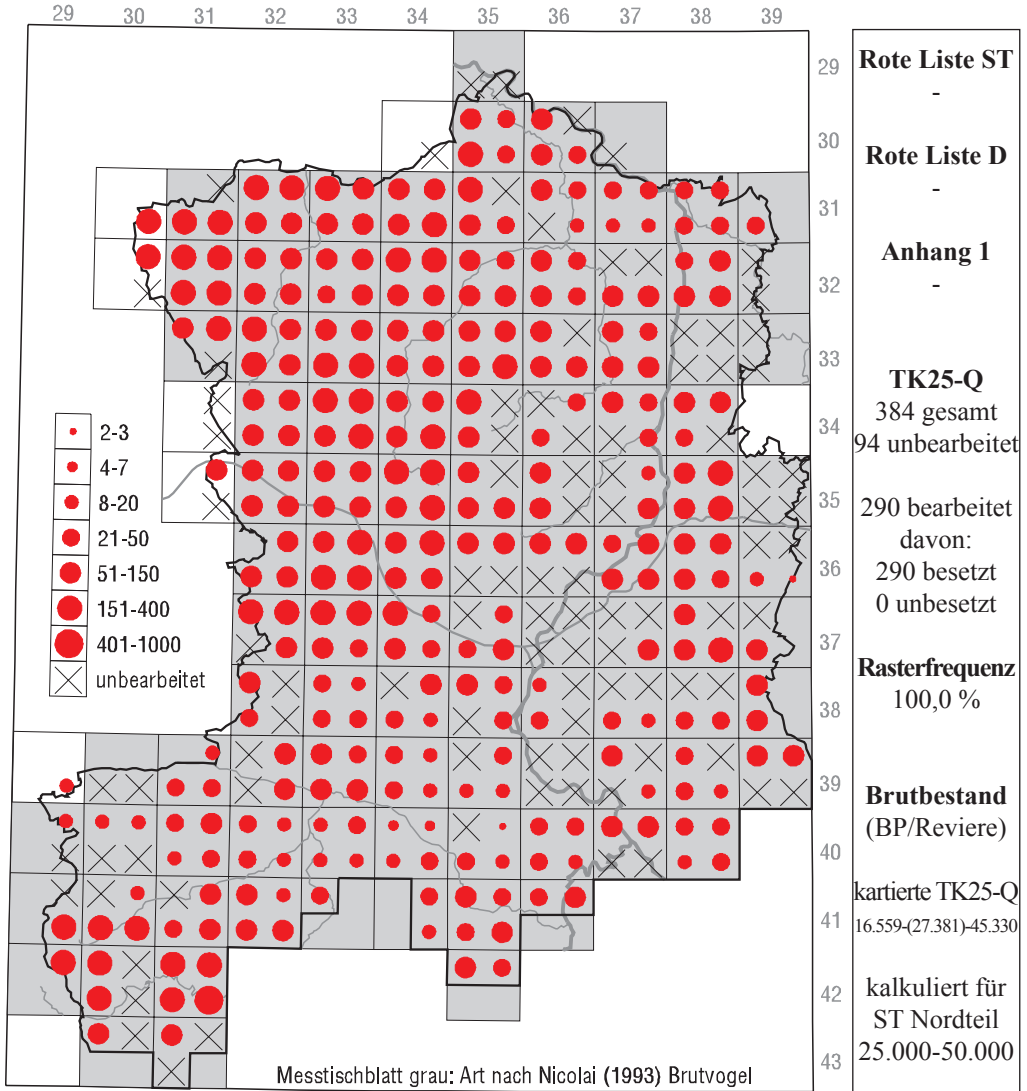 29 30 31 32 33 34 35 36 37 38 39
29
30
31
32
33
34
35
36
37
38
39
40
41
42
43
2-3
4-7
8-20
21-50
51-150
151-400
401-1000
unbearbeitet
Messtischblatt grau: Art nach Nicolai (1993) Brutvogel
Rote Liste ST
-
Rote Liste D
-
Anhang 1
-
TK25-Q
384 gesamt
94 unbearbeitet
290 bearbeitet
davon:
290 besetzt
0 unbesetzt
Rasterfrequenz
100,0 %
Brutbestand
(BP/Reviere)
kartierte TK25-Q
16.559-(27.381)-45.330
kalkuliert für
ST Nordteil
25.000-50.000